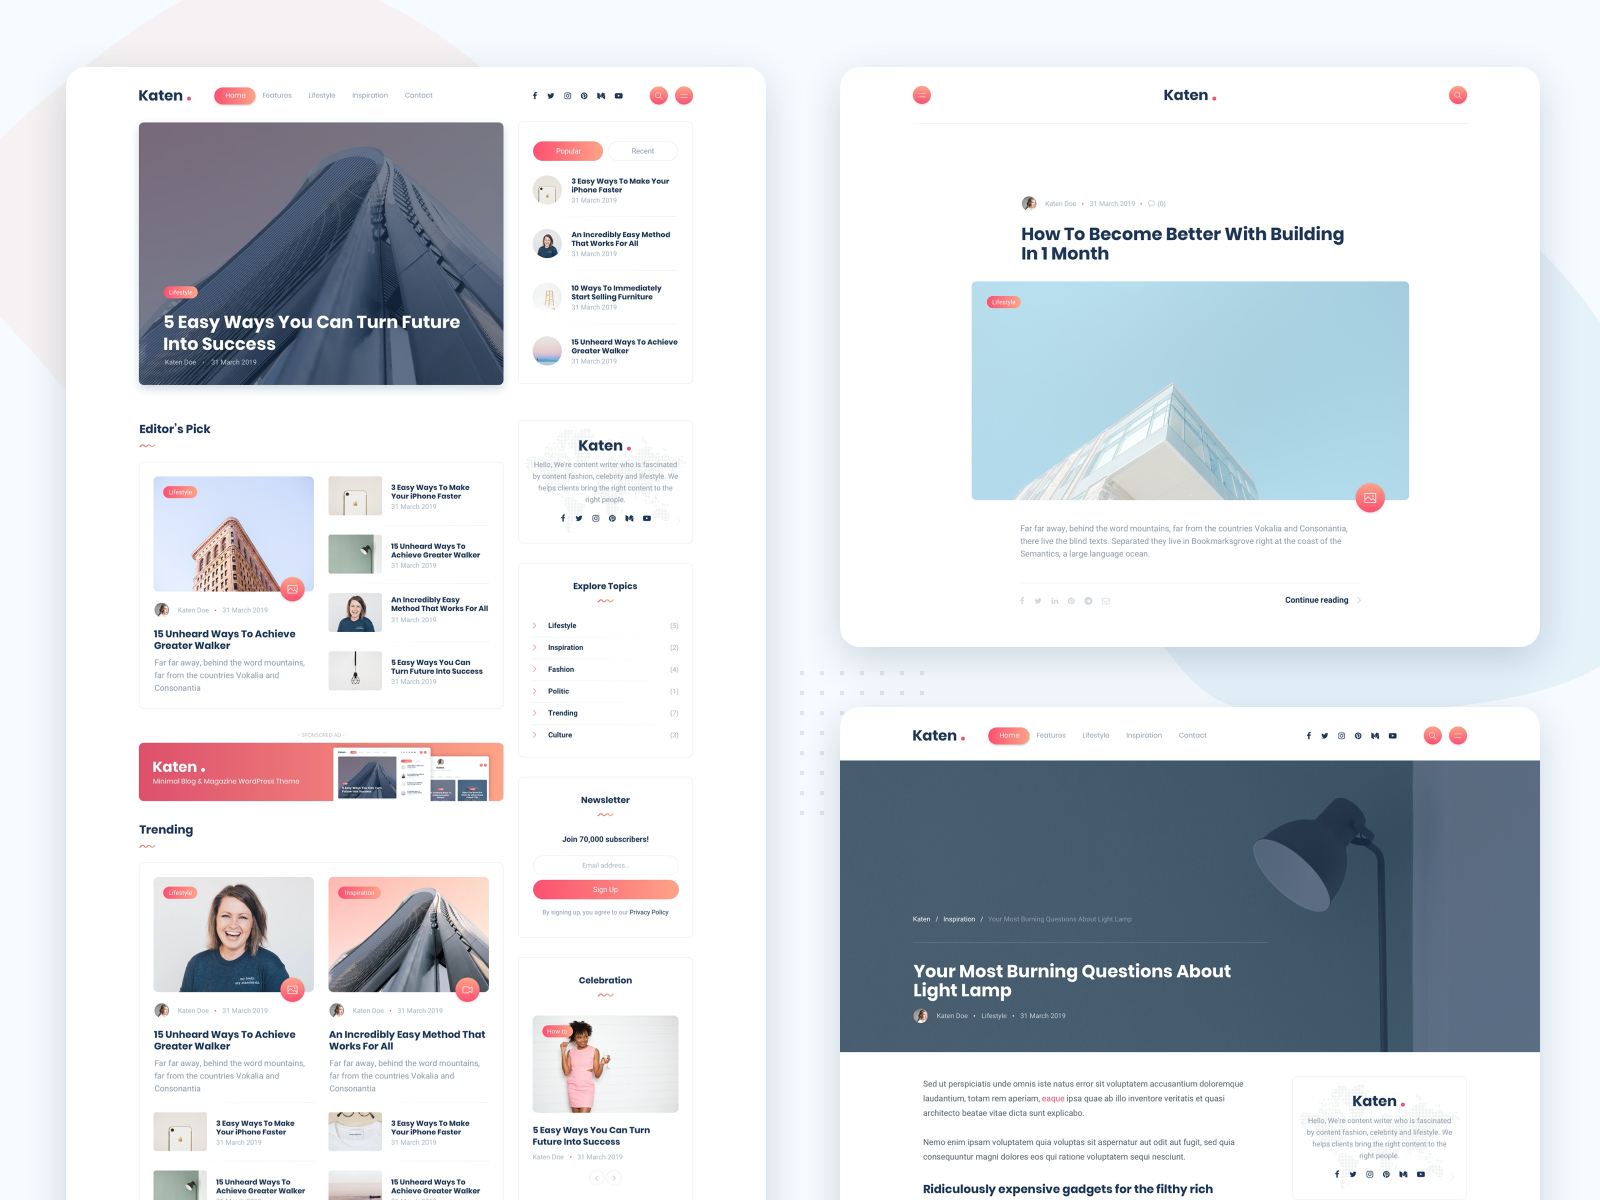 Katen.
Home Features Lifestyle Inspiration Contact
Lifestyle
5 Easy Ways You Can Turn Future
Into Success
Katen Doe • 31 March 2019
Popular Recent
3 Easy Ways To Make Your
iPhone Faster
31 March 2019
An Incredibly Easy Method
That Works For All
31 March 2019
10 Ways To Immediately
Start Selling Furniture
31 March 2019
15 Unheard Ways To Achieve
Greater Walker
31 March 2019
Editor's Pick
Lifestyle
Katen Doe • 31 March 2019
15 Unheard Ways To Achieve
Greater Walker
Far far away, behind the word mountains,
far from the countries Vokalia and
Consonantia
3 Easy Ways To Make
Your iPhone Faster
31 March 2019
15 Unheard Ways To
Achieve Greater Walker
31 March 2019
An Incredibly Easy
Method That Works For All
31 March 2019
5 Easy Ways You Can
Turn Future Into Success
31 March 2019
- SPONSORED AD -
Katen.
Minimal Blog & Magazine WordPress Theme
Trending
Lifestyle
Katen Doe • 31 March 2019
15 Unheard Ways To Achieve
Greater Walker
Far far away, behind the word mountains,
far from the countries Vokalia and
Consonantia
3 Easy Ways To Make
Your iPhone Faster
31 March 2019
15 Unheard Ways To
Achieve Greater Walker
Inspiration
Katen Doe • 31 March 2019
An Incredibly Easy Method That
Works For All
Far far away, behind the word mountains,
far from the countries Vokalia and
Consonantia
3 Easy Ways To Make
Your iPhone Faster
31 March 2019
15 Unheard Ways To
Achieve Greater Walker
Katen.
Hello, We're content writer who is fascinated
by content fashion, celebrity and lifestyle. We
helps clients bring the right content to the
right people.
Explore Topics
Lifestyle (5)
Inspiration (2)
Fashion (4)
Politic (1)
Trending (7)
Culture (3)
Newsletter
Join 70,000 subscribers!
Email address..
Sign Up
By signing up, you agree to our Privacy Policy
Celebration
How to
5 Easy Ways You Can Turn
Future Into Success
Katen Doe • 31 March 2019
Katen.
Katen Doe • 31 March 2019 • (0)
How To Become Better With Building
In 1 Month
Lifestyle
Far far away, behind the word mountains, far from the countries Vokalia and Consonantia,
there live the blind texts. Separated they live in Bookmarksgrove right at the coast of the
Semantics, a large language ocean.
Continue reading
Katen.
Home Features Lifestyle Inspiration Contact
Katen / Inspiration / Your Most Burning Questions About Light Lamp
Your Most Burning Questions About
Light Lamp
Katen Doe • Lifestyle • 31 March 2019
Sed ut perspiciatis unde omnis iste natus error sit voluptatem accusantium doloremque
laudantium, totam rem aperiam, eaque ipsa quae ab illo inventore veritatis et quasi
architecto beatae vitae dicta sunt explicabo.
Nemo enim ipsam voluptatem quia voluptas sit aspernatur aut odit aut fugit, sed quia
consequuntur magni dolores eos qui ratione voluptatem sequi nesciunt.
Ridiculously expensive gadgets for the filthy rich
Katen.
Hello, We're content writer who is fascinated
by content fashion, celebrity and lifestyle. We
helps clients bring the right content to the
right people.